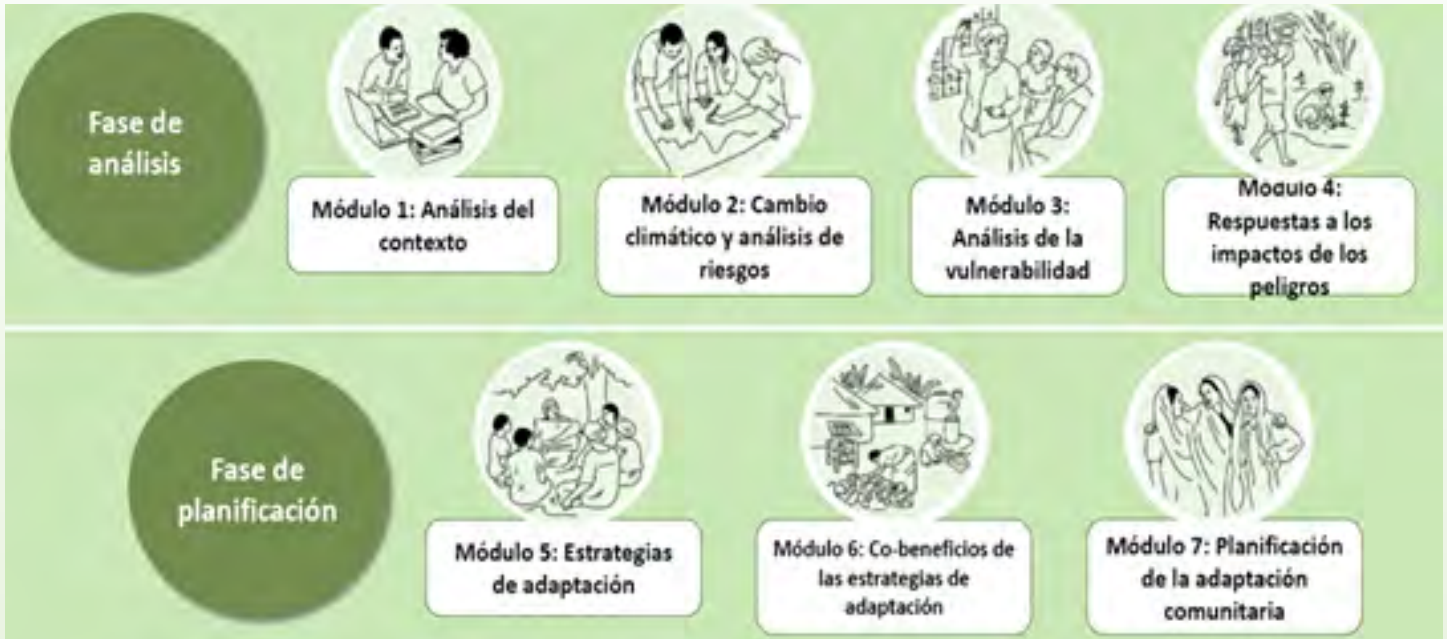 Fase de
análisis
Módulo 1: Análisis del
contexto
Módulo 2: Cambio
climático y análisis de
riesgos
Módulo 3:
Análisis de la
vulnerabilidad
Módulo 4:
Respuestas a los
impactos de los
peligros
Fase de
planificación
Módulo 5: Estrategias
de adaptación
Módulo 6: Co-beneficios de
las estrategias de
adaptación
Módulo 7: Planificación
de la adaptación
comunitaria